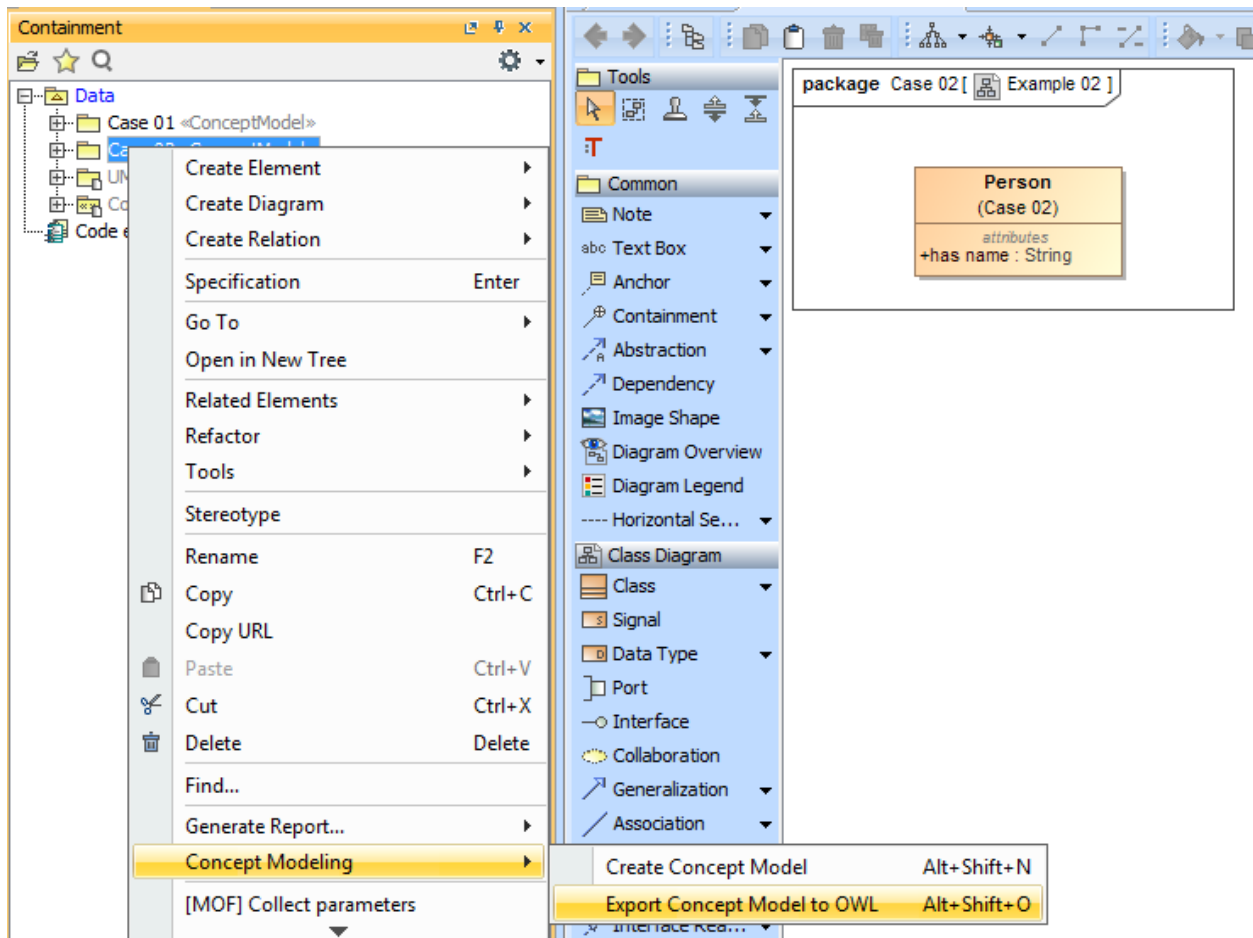 Containment
Data
Case 01 «ConceptModel»
Create Element
Create Diagram
Create Relation
Specification Enter
Go To
Open in New Tree
Related Elements
Refactor
Tools
Stereotype
Rename F2
Copy Ctrl+C
Copy URL
Paste Ctrl+V
Cut Ctrl+X
Delete Delete
Find...
Generate Report...
Concept Modeling
[MOF] Collect parameters
Create Concept Model Alt+Shift+N
Export Concept Model to OWL Alt+Shift+O
Code
Tools
Common
Note
abc Text Box
Anchor
Containment
Abstraction
Dependency
Image Shape
Diagram Overview
Diagram Legend
Horizontal Se...
Class Diagram
Class
Signal
Data Type
Port
Interface
Collaboration
Generalization
Association
package Case 02 [ Example 02 ]
Person
(Case 02)
attributes
+has name : String